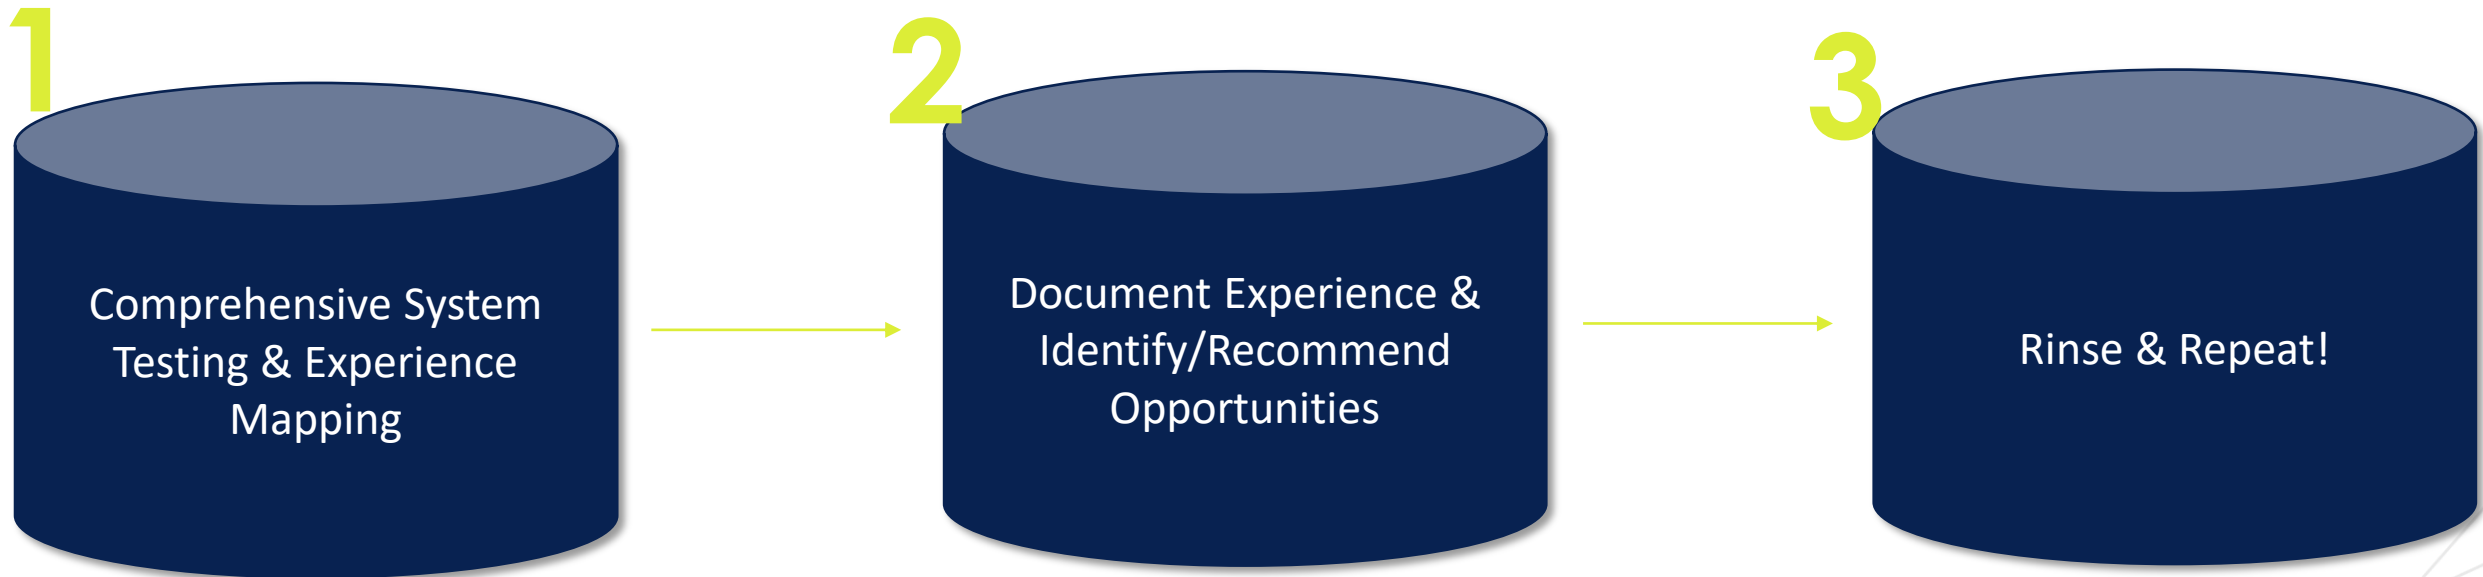 1
Comprehensive System
Testing & Experience
Mapping
2
Document Experience &
Identify/Recommend
Opportunities
3
Rinse & Repeat!